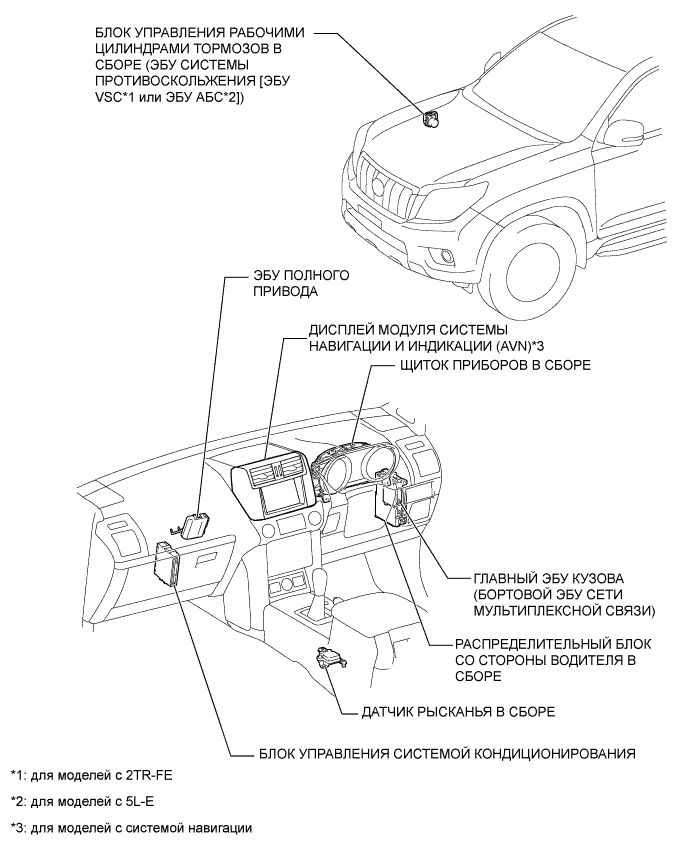 БЛОК УПРАВЛЕНИЯ РАБОЧИМИ
ЦИЛИНДРАМИ ТОРМОЗОВ В
СБОРЕ (ЭБУ СИСТЕМЫ
ПРОТИВОСКОЛЬЖЕНИЯ [ЭБУ
VSC*1 или ЭБУ АБС*2])
ЭБУ ПОЛНОГО
ПРИВОДА
ДИСПЛЕЙ МОДУЛЯ СИСТЕМЫ
НАВИГАЦИИ И ИНДИКАЦИИ (AVN)*3
ЩИТОК ПРИБОРОВ В СБОРЕ
ГЛАВНЫЙ ЭБУ КУЗОВА
(БОРТОВОЙ ЭБУ СЕТИ
МУЛЬТИПЛЕКСНОЙ СВЯЗИ)
РАСПРЕДЕЛИТЕЛЬНЫЙ БЛОК
СО СТОРОНЫ ВОДИТЕЛЯ В
СБОРЕ
ДАТЧИК РЫСКАНЬЯ В СБОРЕ
БЛОК УПРАВЛЕНИЯ СИСТЕМОЙ КОНДИЦИОНИРОВАНИЯ
*1: для моделей с 2TR-FE
*2: для моделей с 5L-E
*3: для моделей с системой навигации